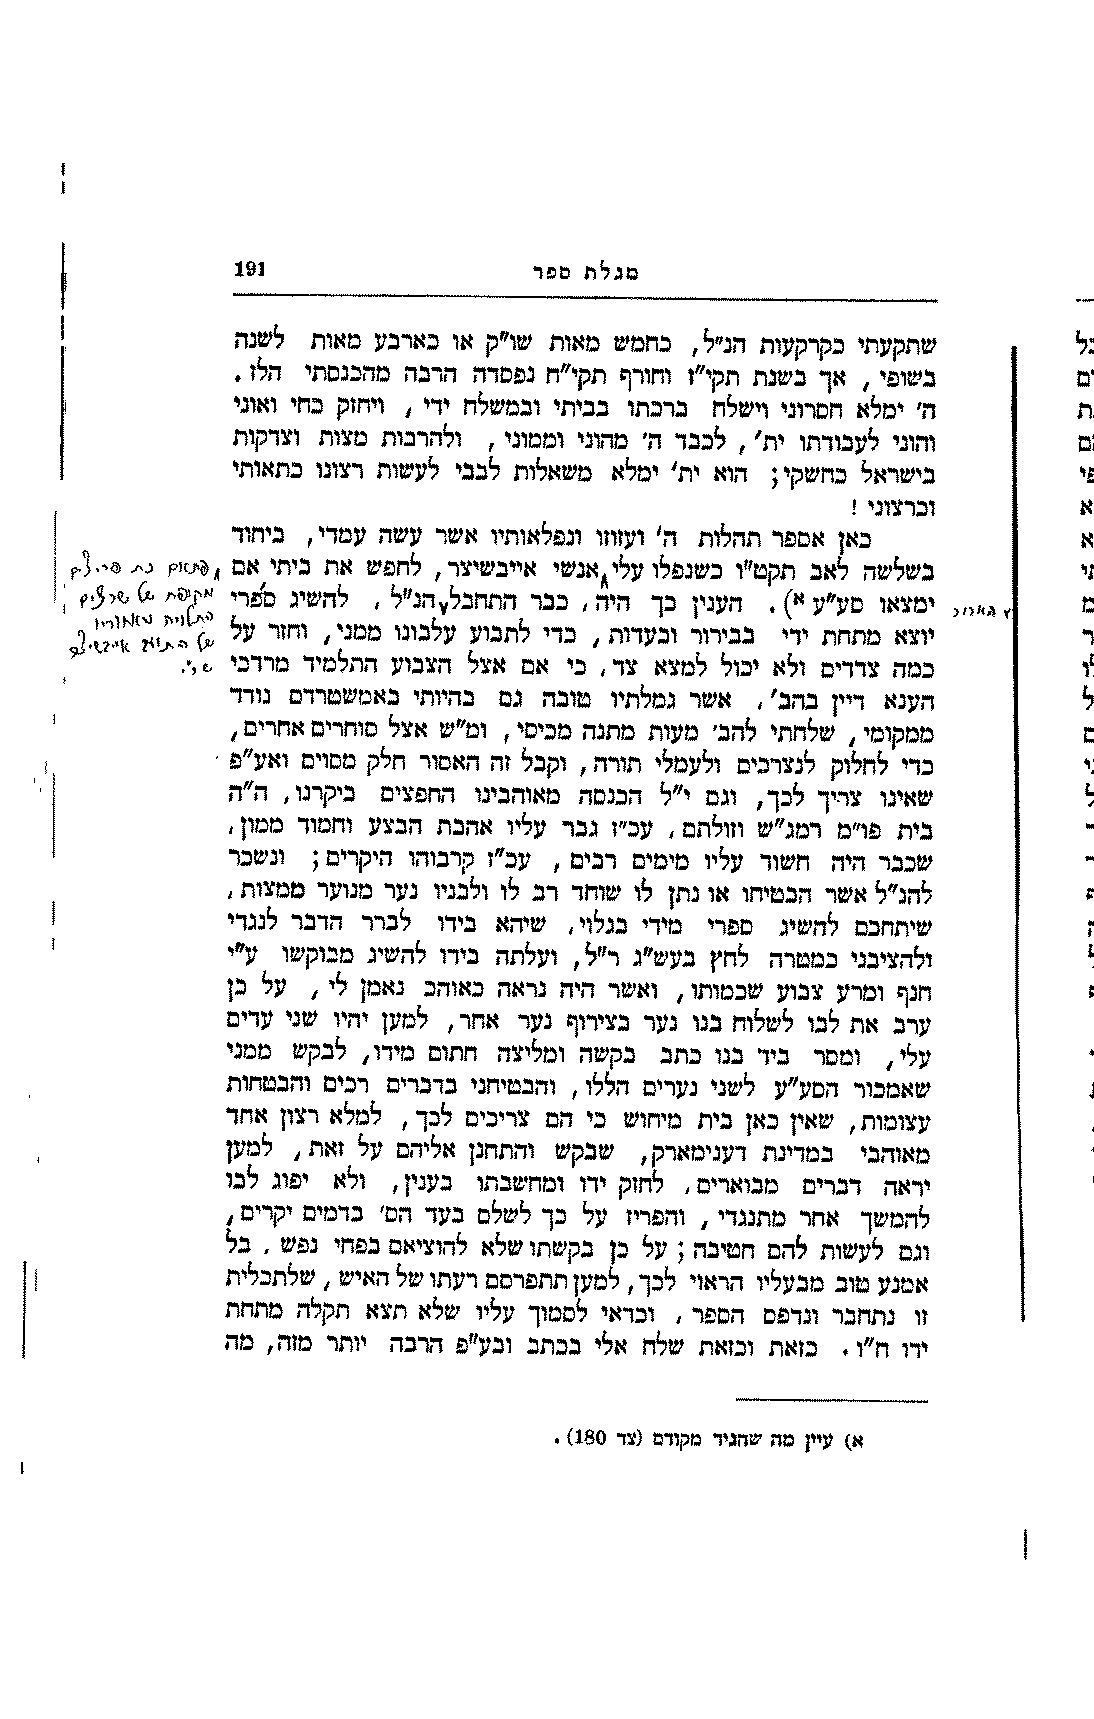 מגלת ספר 191
שתקעתי בקרקעות הנ״ל, כחמש מאות שו״ק או כארבע מאות לשנה
בשופי, אך בשנת תקי״ז וחורף תקי״ח נפסדה הרבה מהכנסתי הלז.
ה׳ ימלא חסרוני וישלח ברכתו בביתי ובמשלח ידי, ויחזק כחי ואוני
והוני לעבודתו ית׳, לכבד ה׳ מהוני וממוני, ולהרבות מצות וצדקות
בישראל כחשקי; הוא ית׳ ימלא משאלות לבבי לעשות רצונו כתאותי
וכרצוני!
כאן אספר תהלות ה׳ ועזוזו ונפלאותיו אשר עשה עמדי, ביחוד
בשלשה לאב תקט״ו כשנפלו עלי אנשי אייבשיצר, לחפש את ביתי אם
ימצאו סע״ע א). הענין כך היה, כבר התחבל הנ״ל, להשיג ספרי
יוצא מתחת ידי בבירור ובעדות, כדי לתבוע עלבונו ממני, וחזר על
כמה צדדים ולא יכול למצא צד, כי אם אצל הצבוע התלמיד מרדכי
הענא דיין בהב׳, אשר גמלתיו טובה גם בהיותי באמשטרדם נודד
ממקומי, שלחתי להב׳ מעות מתנה מכיסי, ומ״ש אצל סוחרים אחרים,
כדי לחלוק לנצרכים ולעמלי תורה, וקבל זה האסור חלק מסוים ואע״פ
שאינו צריך לכך, וגם י״ל הכנסה מאוהבינו החפצים ביקרנו, ה״ה
בית פו״מ רמג״ש וזולתם, עכ״ז גבר עליו אהבת הבצע וחמוד ממון,
שכבר היה חשוד עליו מימים רבים, עכ״ז קרבוהו היקרים; ונשכר
להנ״ל אשר הבטיחו או נתן לו שוחד רב לו ולבניו נער מנוער ממצות,
שיתחכם להשיג ספרי מידי בגלוי, שיהא בידו לברר הדבר לנגדי
ולהציבני כמטרה לחץ בעש״ג ר״ל, ועלתה בידו להשיג מבוקשו ע״י
חנף ומרע צבוע שכמותו, ואשר היה נראה כאוהב נאמן לי, על כן
ערב את לבו לשלוח בנו נער בצירוף נער אחר, למען יהיו שני עדים
עלי, ומסר ביד בנו כתב בקשה ומליצה חתום מידו, לבקש ממני
שאמכור הסע״ע לשני נערים הללו, והבטיחני בדברים רכים והבטחות
עצומות, שאין כאן בית מיחוש כי הם צריכים לכך, למלא רצון אחד
מאוהבי במדינת דענימארק, שבקש והתחנן אליהם על זאת, למען
יראה דברים מבוארים, לחזק ידו ומחשבתו בענין, ולא יפוג לבו
להמשך אחר מתנגדי, והפריז על כך לשלם בעד הס׳ בדמים יקרים,
וגם לעשות להם חטיבה; על כן בקשתו שלא להוציאם בפחי נפש. בל
אמנע טוב מבעליו הראוי לכך, למען תתפרסם רעתו של האיש, שלתכלית
זו נתחבר ונדפס הספר, וכדאי לסמוך עליו שלא תצא תקלה מתחת
ידו ח״ו. כזאת וכזאת שלח אלי בכתב ובע״פ הרבה יותר מזה, מה
א) עיין מה שהגיד מקודם (צד 180).